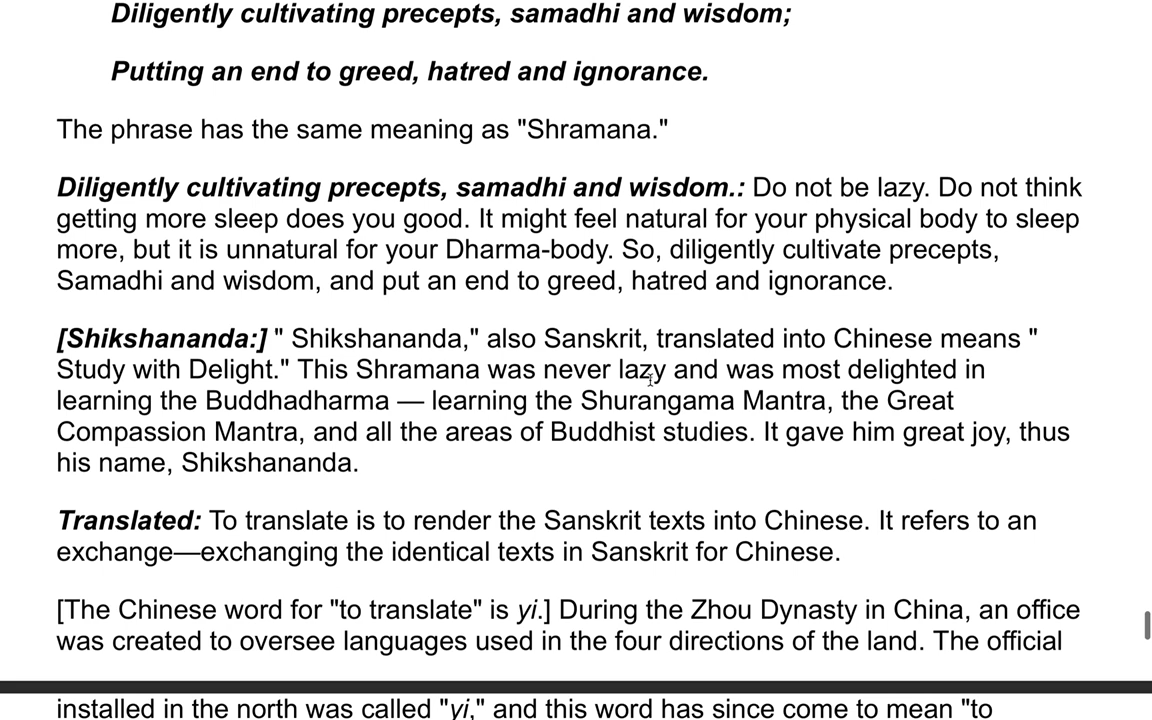 Diligently cultivating precepts, samadhi and wisdom;
Putting an end to greed, hatred and ignorance.
The phrase has the same meaning as "Shramana."
Diligently cultivating precepts, samadhi and wisdom.: Do not be lazy. Do not think
getting more sleep does you good. It might feel natural for your physical body to sleep
more, but it is unnatural for your Dharma-body. So, diligently cultivate precepts,
Samadhi and wisdom, and put an end to greed, hatred and ignorance.
[Shikshananda:] " Shikshananda," also Sanskrit, translated into Chinese means "
Study with Delight." This Shramana was never lazy and was most delighted in
learning the Buddhadharma — learning the Shurangama Mantra, the Great
Compassion Mantra, and all the areas of Buddhist studies. It gave him great joy, thus
his name, Shikshananda.
Translated: To translate is to render the Sanskrit texts into Chinese. It refers to an
exchange—exchanging the identical texts in Sanskrit for Chinese.
[The Chinese word for "to translate" is yi.] During the Zhou Dynasty in China, an office
was created to oversee languages used in the four directions of the land. The official
installed in the north was called "yi," and this word has since come to mean "to